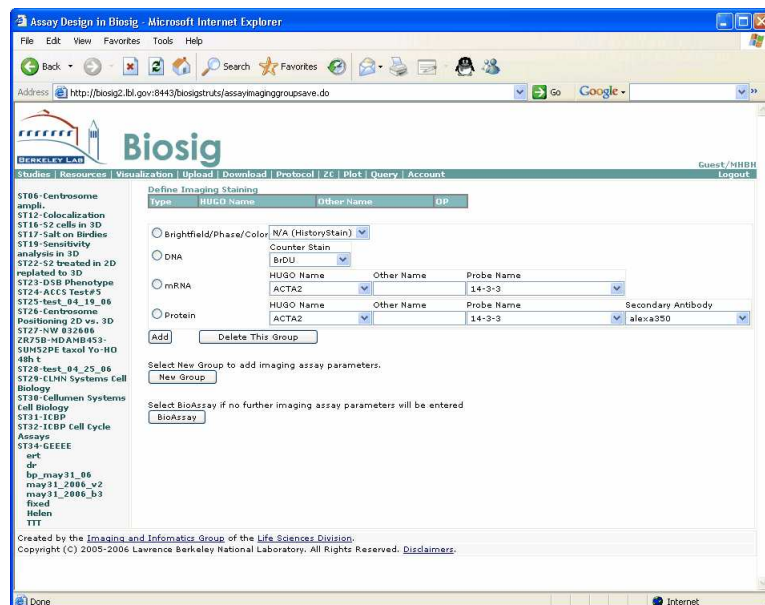 Assay Design in Biosig - Microsoft Internet Explorer
File Edit View Favorites Tools Help
Back Search Favorites
Address http://biosig2.lbl.gov:8443/biosigstruts/assayimaginggroupsave.do Go Google
BERKELEY LAB
Biosig
Guest/MHBH
Studies | Resources | Visualization | Upload | Download | Protocol | ZC | Plot | Query | Account Logout
ST06-Centrosome
ampli.
ST12-Colocalization
ST16-S2 cells in 3D
ST17-Salt on Birdies
ST19-Sensitivity
analysis in 3D
ST22-S2 treated in 2D
replated to 3D
ST23-DSB Phenotype
ST24-ACCS Test#5
ST25-test_04_19_06
ST26-Centrosome
Positioning 2D vs. 3D
ST27-NW 032606
ZR75B-MDAMB453-
SUM52PE taxol Yo-HO
48h t
ST28-test_04_25_06
ST29-CLMN Systems Cell
Biology
ST30-Cellumen Systems
Cell Biology
ST31-ICBP
ST32-ICBP Cell Cycle
Assays
ST34-GEEEE
ert
dr
bp_may31_06
may31_2006_v2
may31_2006_b3
fixed
Helen
TTT
Define Imaging Staining
Type HUGO Name Other Name OP
Brightfield/Phase/Color N/A (HistoryStain)
Counter Stain
DNA BrDU
HUGO Name Other Name Probe Name
mRNA ACTA2 14-3-3
HUGO Name Other Name Probe Name Secondary Antibody
Protein ACTA2 14-3-3 alexa350
Add Delete This Group
Select New Group to add imaging assay parameters.
New Group
Select BioAssay if no further imaging assay parameters will be entered
BioAssay
Created by the Imaging and Infomatics Group of the Life Sciences Division.
Copyright (C) 2005-2006 Lawrence Berkeley National Laboratory. All Rights Reserved. Disclaimers.
Done Internet